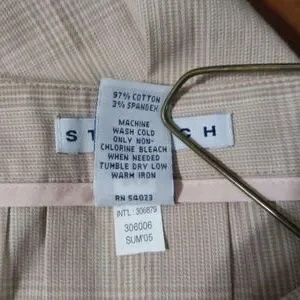 97% COTTON
3% SPANDEX
MACHINE
WASH COLD
ONLY NON-
CHLORINE BLEACH
WHEN NEEDED
TUMBLE DRY LOW
WARM IRON
RN 54023
INT'L: 306879
306006
SUM'05